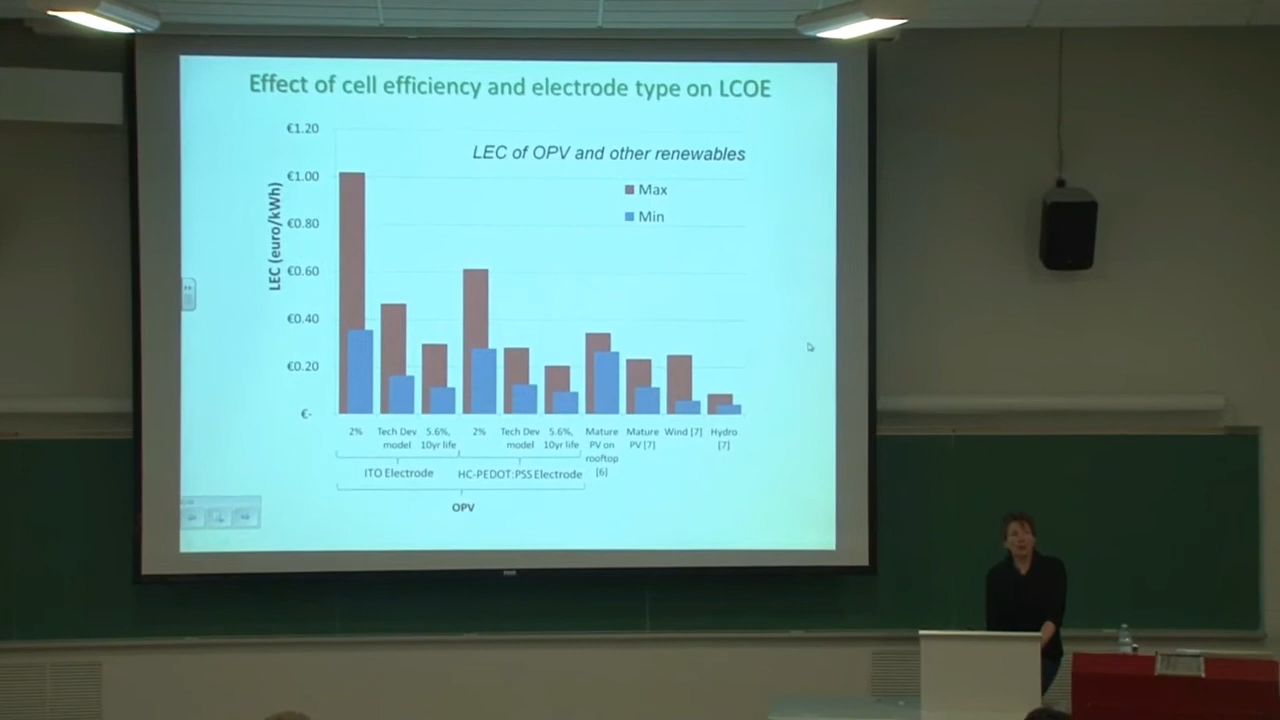 Effect of cell efficiency and electrode type on LCOE
€1.20
LEC of OPV and other renewables
€1.00
Max
Min
€0.80
LEC (euro/kWh)
€0.60
€0.40
€0.20
€-
2%
Tech Dev
model
5.6%,
10yr life
2%
Tech Dev
model
5.6%,
10yr life
Mature
PV on
rooftop
[6]
Mature
PV [7]
Wind [7]
Hydro
[7]
ITO Electrode
HC-PEDOT:PSS Electrode
OPV